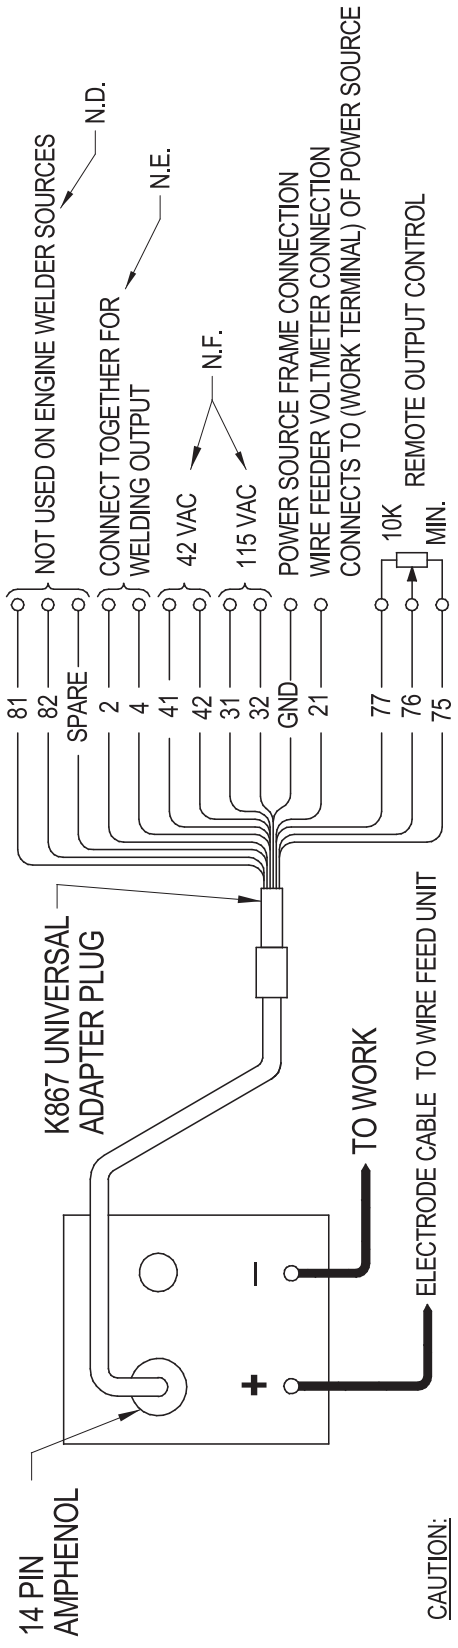 14 PIN
AMPHENOL
K867 UNIVERSAL
ADAPTER PLUG
81
82
SPARE
2
4
41
42
31
32
GND
21
77
76
75
NOT USED ON ENGINE WELDER SOURCES
N.D.
CONNECT TOGETHER FOR
WELDING OUTPUT
N.E.
42 VAC
115 VAC
N.F.
POWER SOURCE FRAME CONNECTION
WIRE FEEDER VOLTMETER CONNECTION
CONNECTS TO (WORK TERMINAL) OF POWER SOURCE
10K
MIN.
REMOTE OUTPUT CONTROL
+
–
TO WORK
ELECTRODE CABLE TO WIRE FEED UNIT
CAUTION: